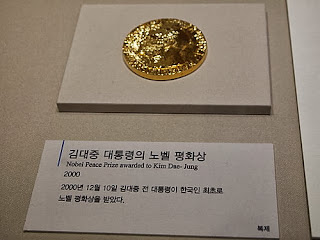 김대중 대통령의 노벨 평화상
Nobel Peace Prize awarded to Kim Dae- Jung
2000
2000년 12월 10일 김대중 전 대통령이 한국인 최초로
노벨 평화상을 받았다.
복제